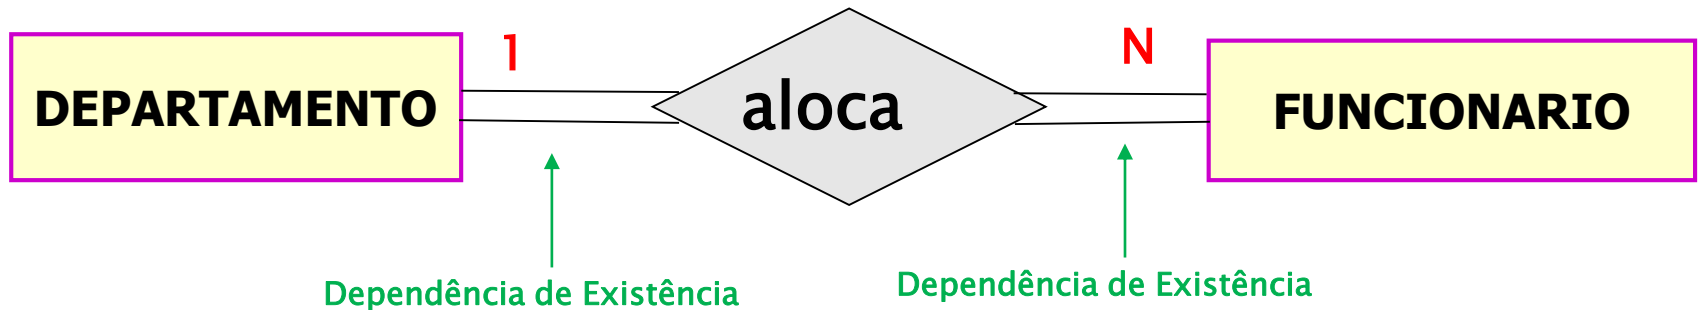 1
N
DEPARTAMENTO
aloca
FUNCIONARIO
Dependência de Existência
Dependência de Existência